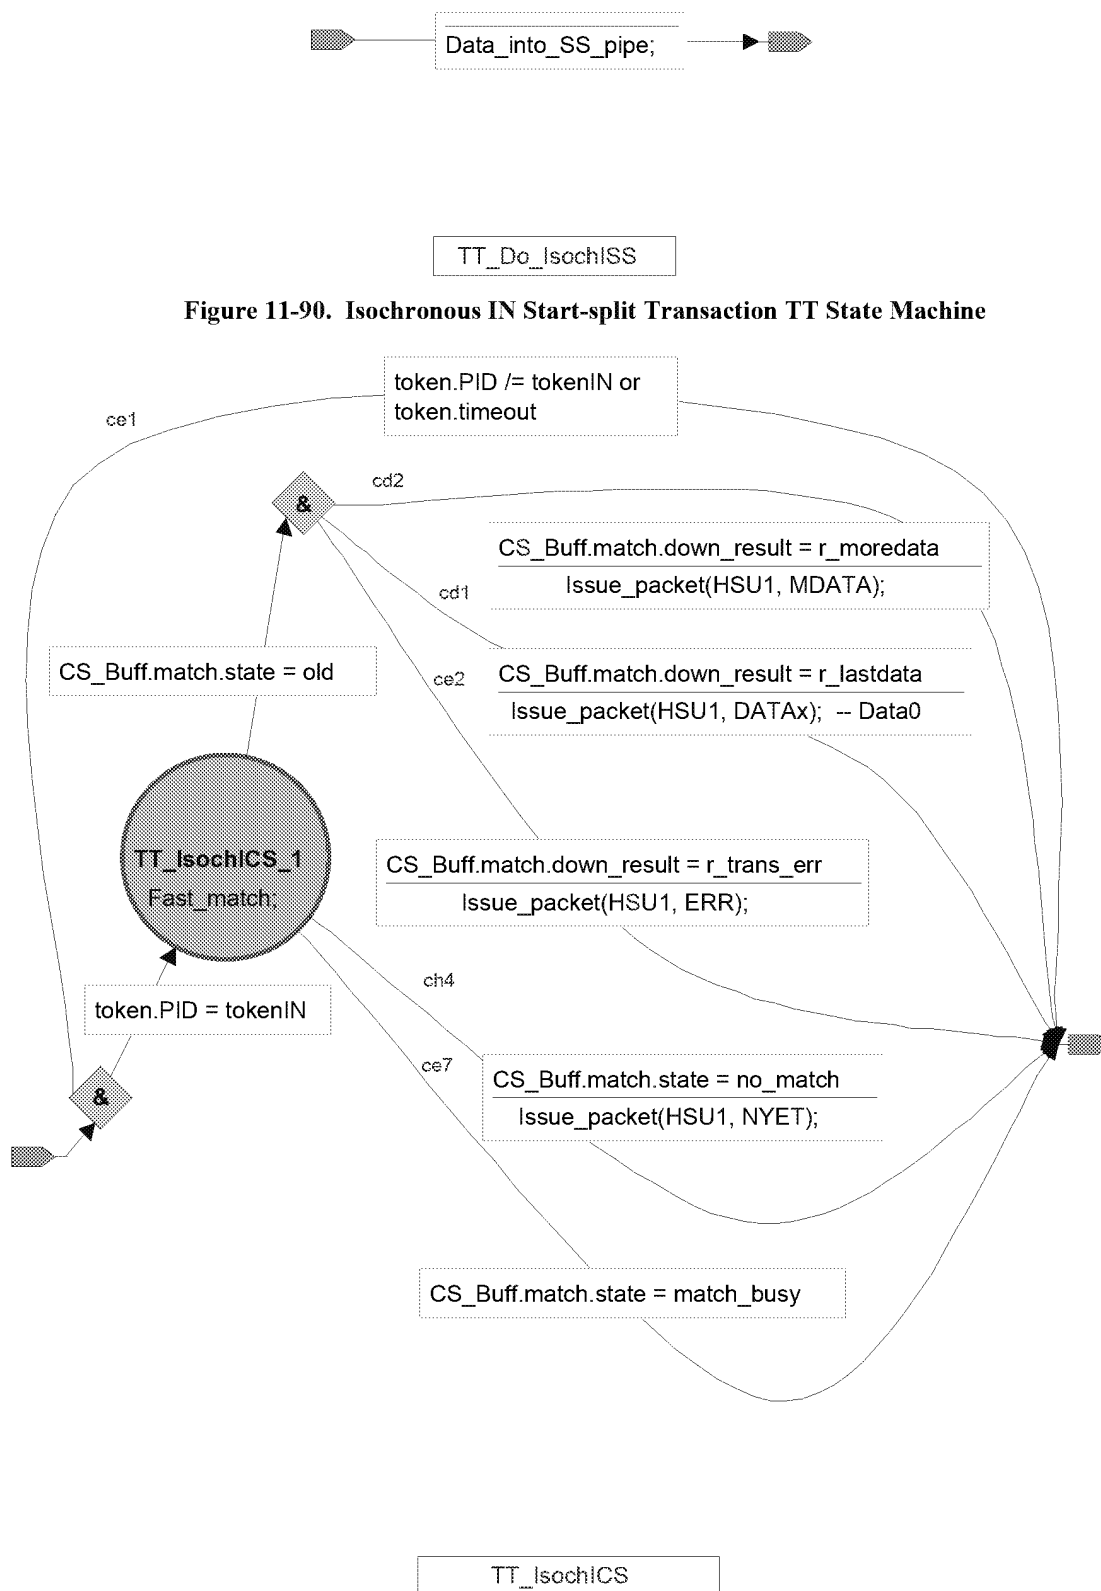 Data_into_SS_pipe;
TT_Do_IsochISS
Figure 11-90. Isochronous IN Start-split Transaction TT State Machine
token.PID /= tokenIN or
token.timeout
ce1
cd2
&
CS_Buff.match.down_result = r_moredata
Issue_packet(HSU1, MDATA);
cd1
CS_Buff.match.state = old
ce2
CS_Buff.match.down_result = r_lastdata
Issue_packet(HSU1, DATAx); -- Data0
TT_IsochICS_1
Fast_match;
CS_Buff.match.down_result = r_trans_err
Issue_packet(HSU1, ERR);
ch4
token.PID = tokenIN
ce7
CS_Buff.match.state = no_match
Issue_packet(HSU1, NYET);
&
CS_Buff.match.state = match_busy
TT_IsochICS